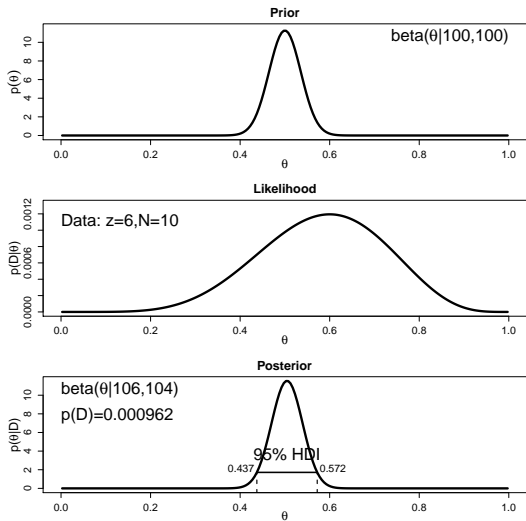 Prior
beta(θ|100,100)
p(θ)
0 2 4 6 8 10
0.0 0.2 0.4 0.6 0.8 1.0
θ
Likelihood
Data: z=6,N=10
p(D|θ)
0.0000 0.0006 0.0012
0.0 0.2 0.4 0.6 0.8 1.0
θ
Posterior
beta(θ|106,104)
p(D)=0.000962
95% HDI
0.437 0.572
p(θ|D)
0 2 4 6 8 10
0.0 0.2 0.4 0.6 0.8 1.0
θ